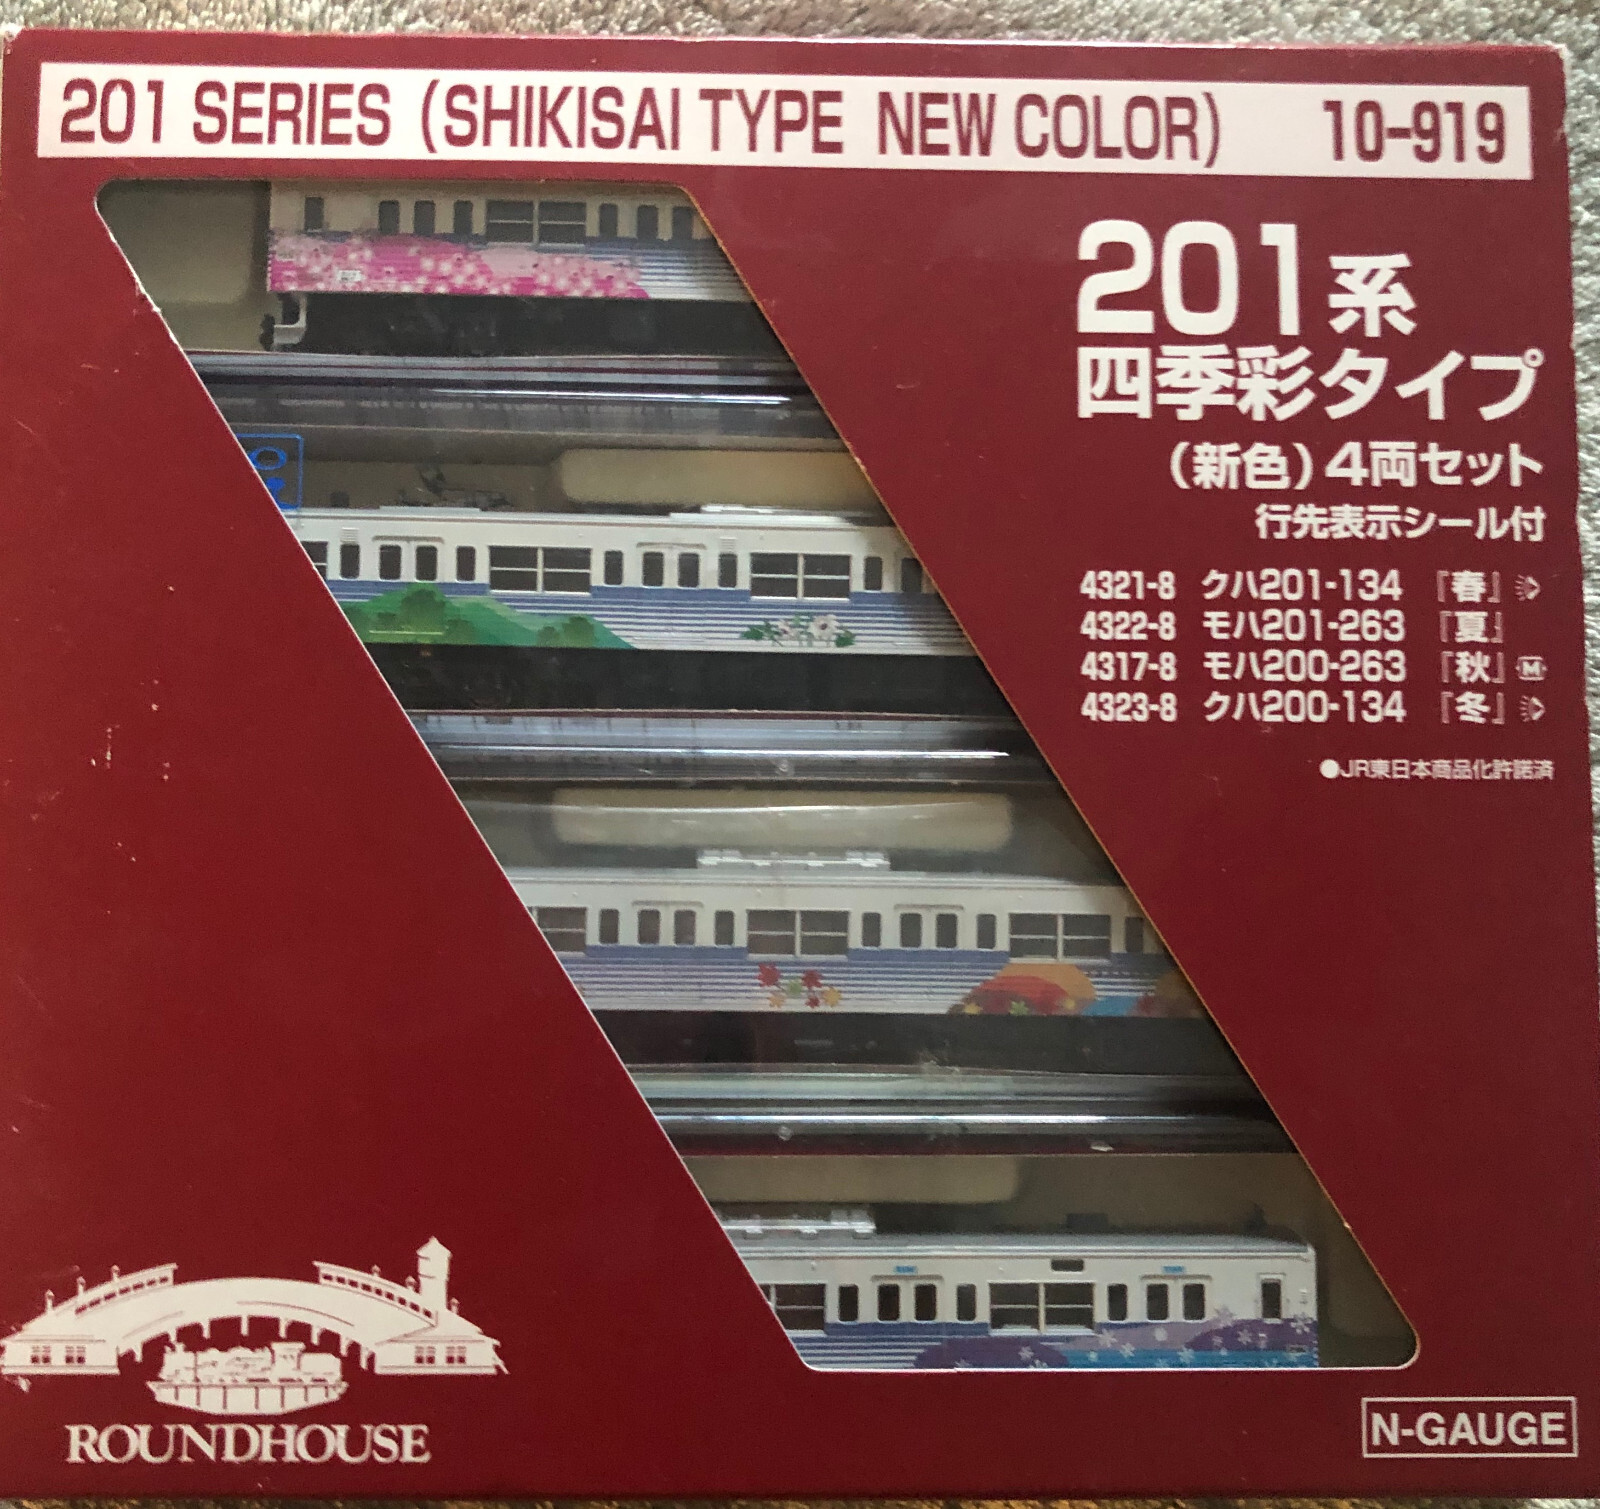 201 SERIES (SHIKISAI TYPE NEW COLOR) 10-919
201系
四季彩タイプ
(新色)4両セット
行先表示シール付
4321-8 クハ201-134 『春』
4322-8 モハ201-263 『夏』
4317-8 モハ200-263 『秋』 M
4323-8 クハ200-134 『冬』
●JR東日本商品化許諾済
ROUNDHOUSE
N-GAUGE